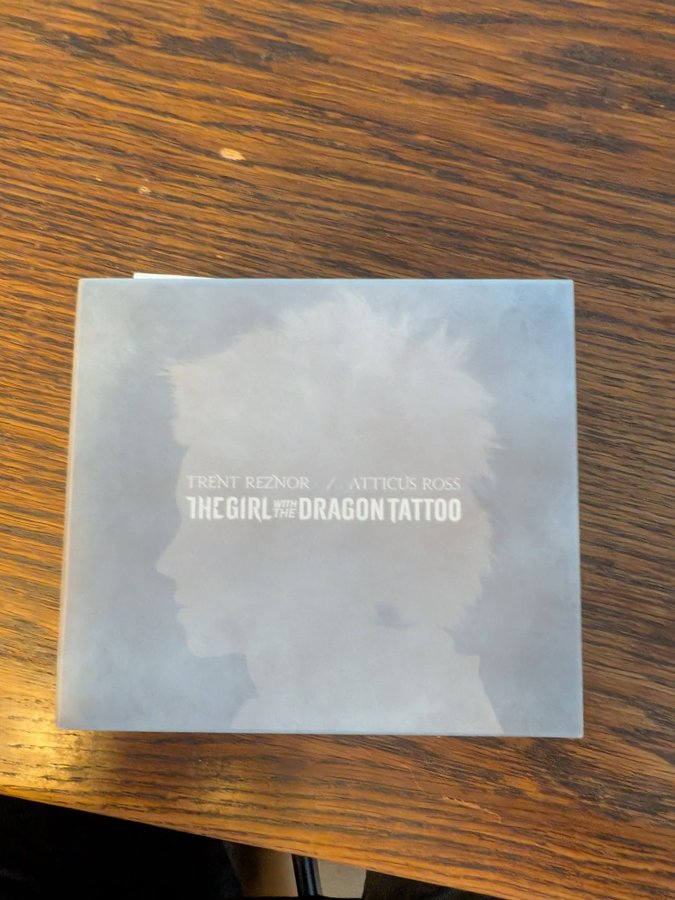 TRENT REZNOR / ATTICUS ROSS
THE GIRL WITH THE DRAGON TATTOO